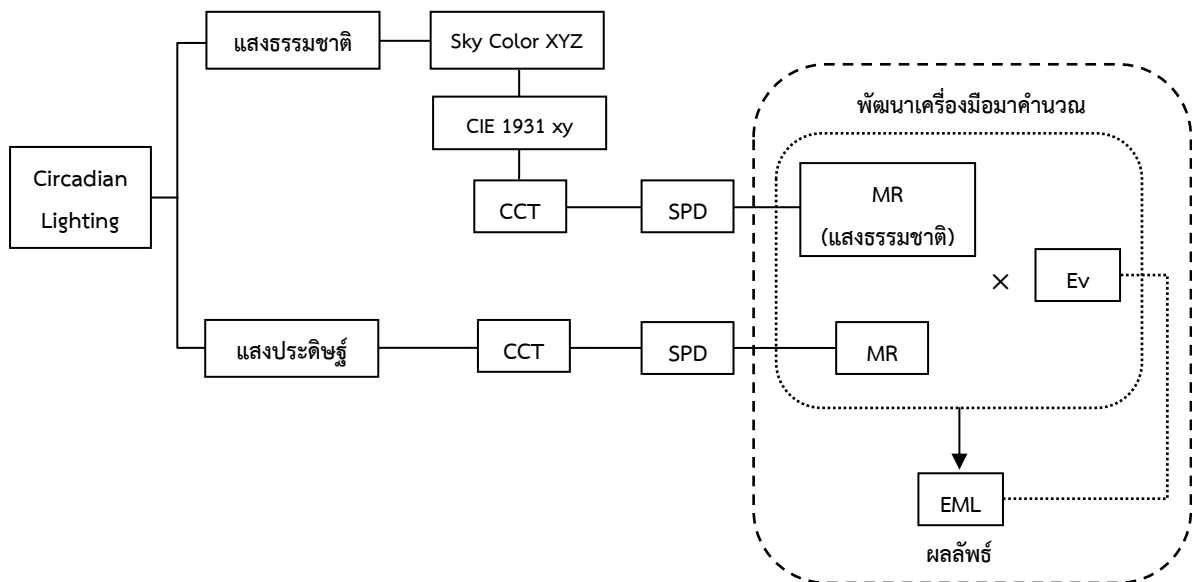 แสงธรรมชาติ
Sky Color XYZ
พัฒนาเครื่องมือมาคำนวณ
CIE 1931 xy
Circadian
Lighting
CCT
SPD
MR
(แสงธรรมชาติ)
×
Ev
แสงประดิษฐ์
CCT
SPD
MR
EML
ผลลัพธ์